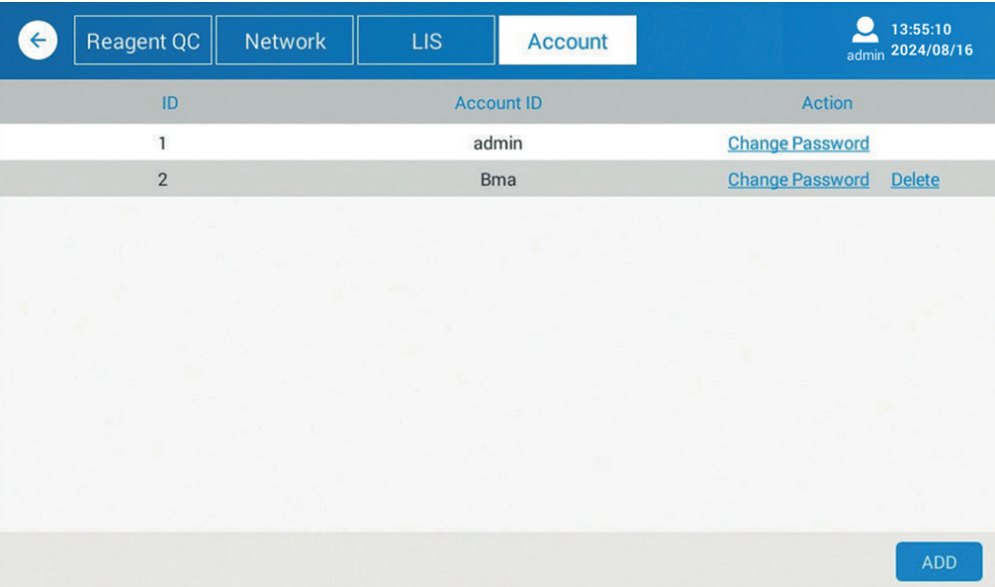 Reagent QC Network LIS Account
13:55:10
admin 2024/08/16
ID Account ID Action
1 admin Change Password
2 Bma Change Password Delete
ADD